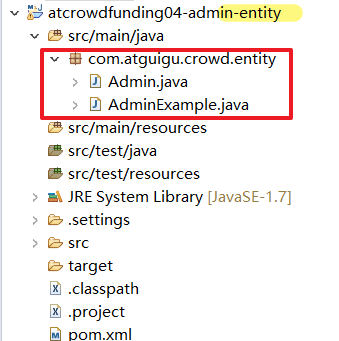 atcrowdfunding04-admin-entity
src/main/java
com.atguigu.crowd.entity
Admin.java
AdminExample.java
src/main/resources
src/test/java
src/test/resources
JRE System Library [JavaSE-1.7]
.settings
src
target
.classpath
.project
pom.xml